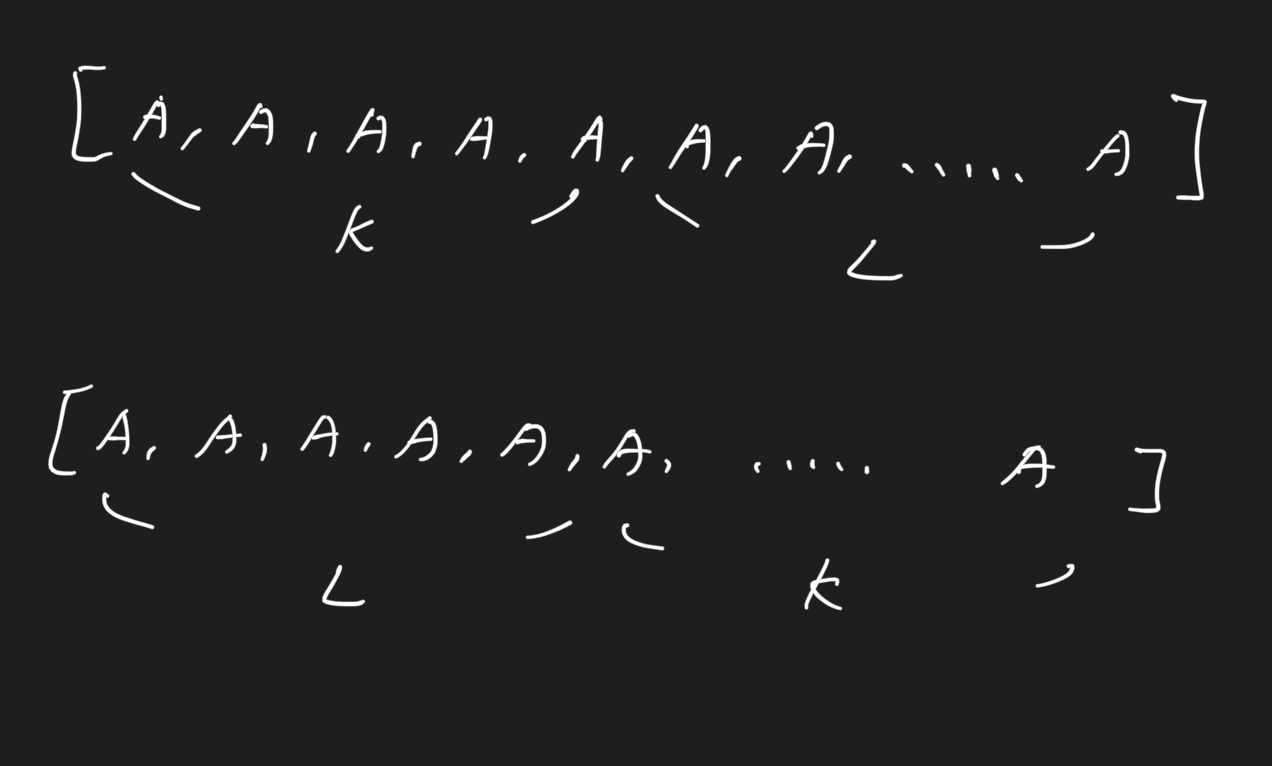 [A, A, A, A, A, A, A, ..... A]
K L
[A, A, A, A, A, A, ..... A]
L K